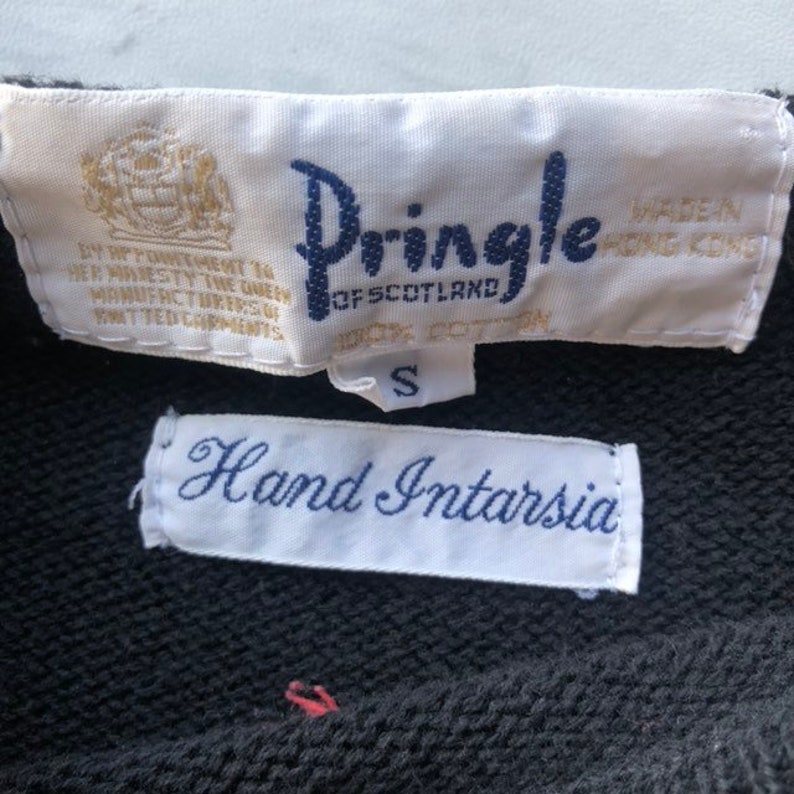 BY APPOINTMENT TO
HER MAJESTY THE QUEEN
MANUFACTURERS OF
KNITTED GARMENTS
Pringle
OF SCOTLAND
100% COTTON
MADE IN
HONG KONG
S
Hand Intarsia